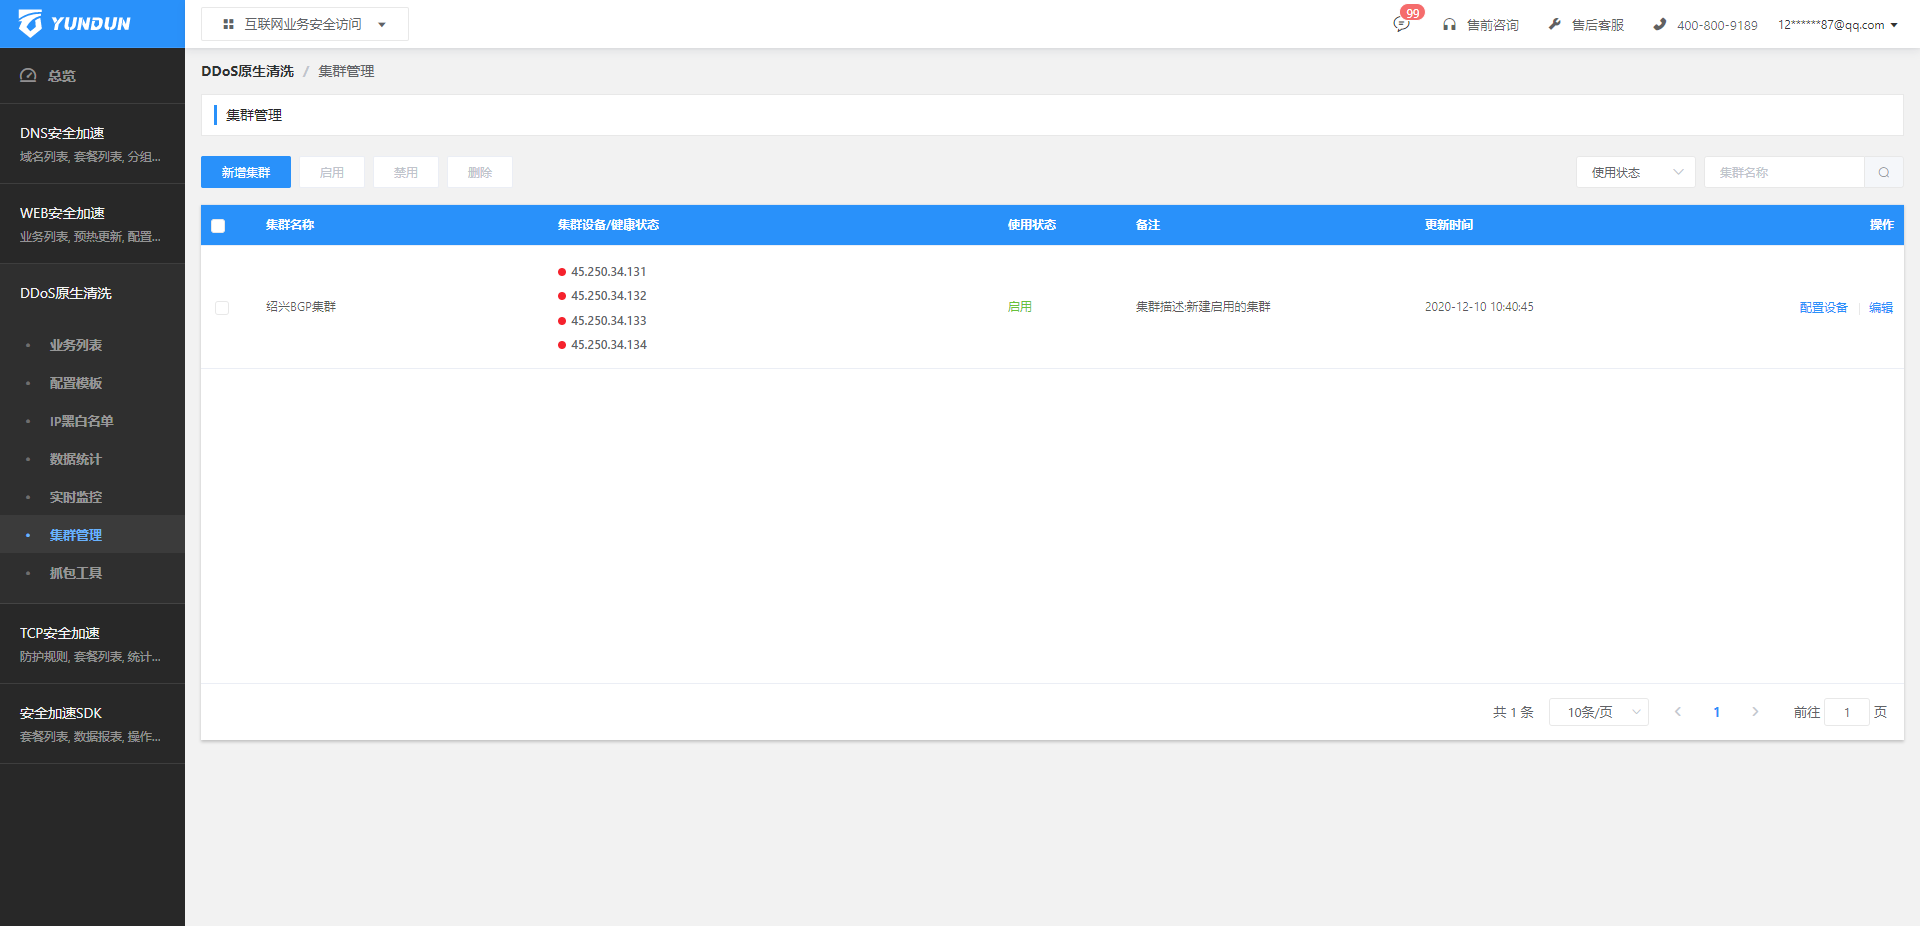 YUNDUN
互联网业务安全访问
99
售前咨询
售后客服
400-800-9189
12******87@qq.com
总览
DNS安全加速
域名列表, 套餐列表, 分组...
WEB安全加速
业务列表, 预热更新, 配置...
DDoS原生清洗
业务列表
配置模板
IP黑白名单
数据统计
实时监控
集群管理
抓包工具
TCP安全加速
防护规则, 套餐列表, 统计...
安全加速SDK
套餐列表, 数据报表, 操作...
DDoS原生清洗 / 集群管理
集群管理
新增集群 启用 禁用 删除
使用状态 集群名称
集群名称 集群设备/健康状态 使用状态 备注 更新时间 操作
绍兴BGP集群
45.250.34.131
45.250.34.132
45.250.34.133
45.250.34.134
启用
集群描述:新建启用的集群
2020-12-10 10:40:45
配置设备 编辑
共 1 条 10条/页 1 前往 1 页